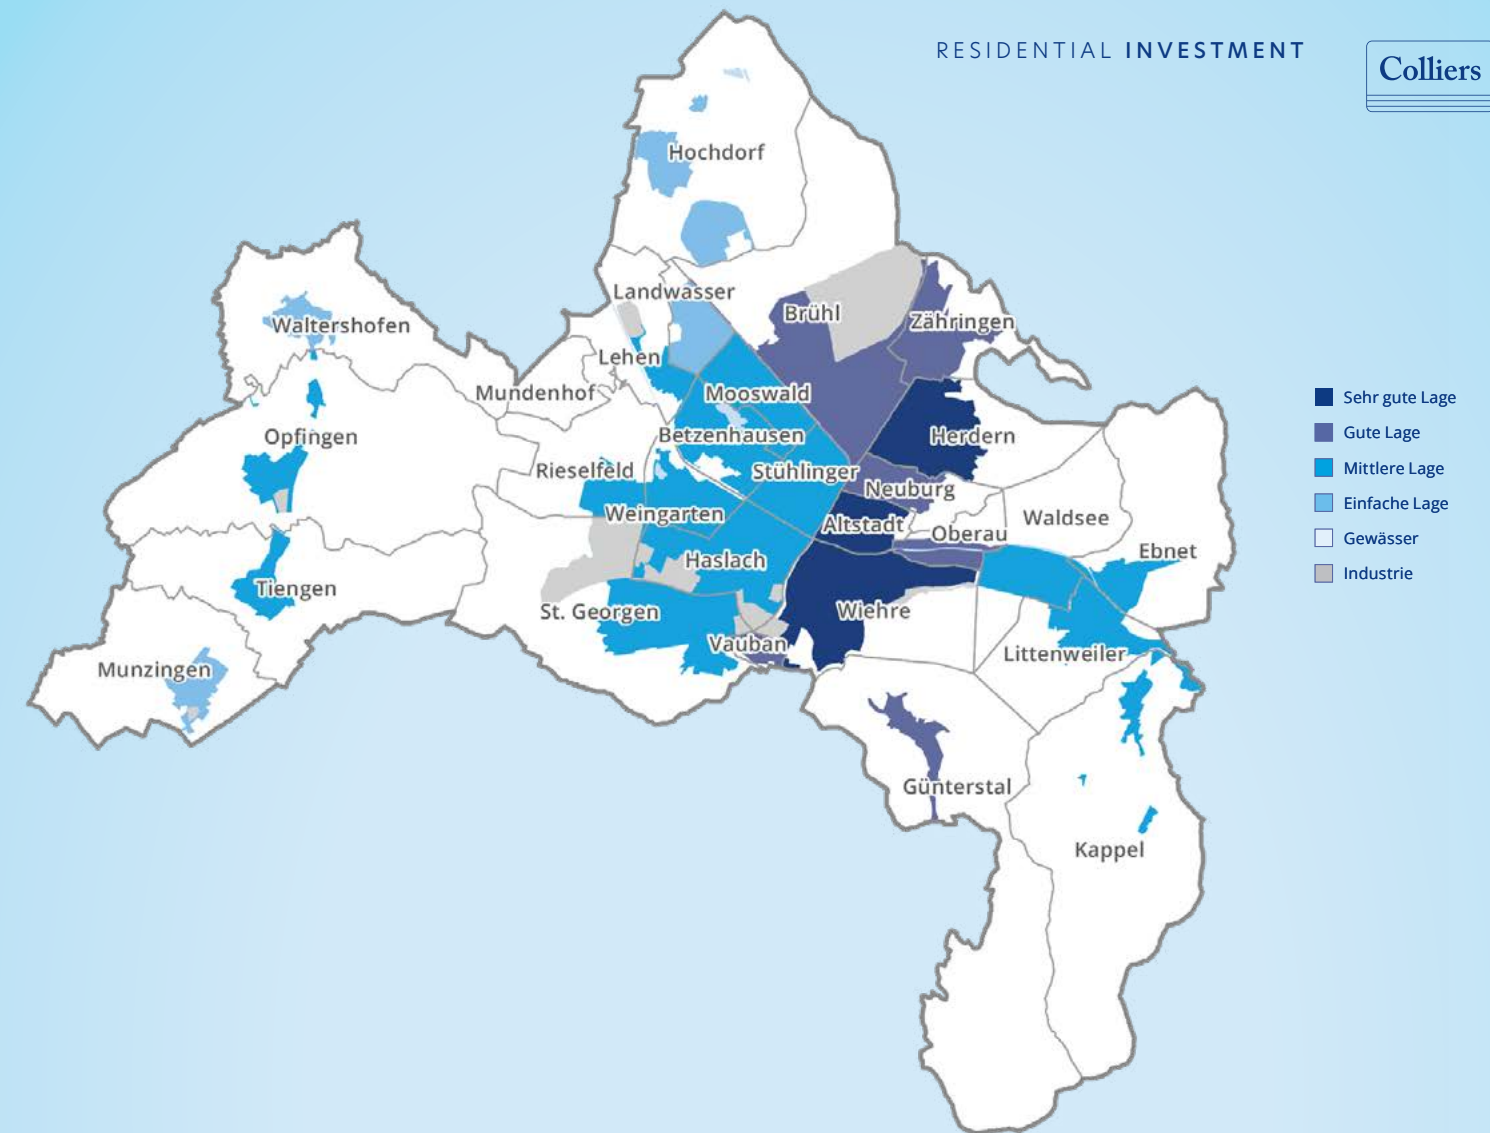 RESIDENTIAL INVESTMENT
Colliers
Hochdorf
Landwasser
Brühl
Zähringen
Waltershofen
Lehen
Mundenhof
Mooswald
Betzenhausen
Herdern
Opfingen
Rieselfeld
Stühlinger
Neuburg
Weingarten
Altstadt
Oberau
Waldsee
Ebnet
Haslach
Tiengen
St. Georgen
Wiehre
Vauban
Littenweiler
Munzingen
Günterstal
Kappel
Sehr gute Lage
Gute Lage
Mittlere Lage
Einfache Lage
Gewässer
Industrie